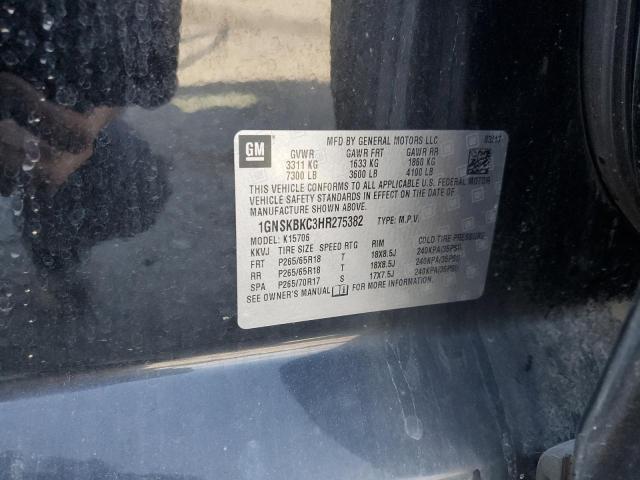 GM
MFD BY GENERAL MOTORS LLC 03/17
GVWR GAWR FRT GAWR RR
3311 KG 1633 KG 1860 KG
7300 LB 3600 LB 4100 LB
THIS VEHICLE CONFORMS TO ALL APPLICABLE U.S. FEDERAL MOTOR
VEHICLE SAFETY STANDARDS IN EFFECT ON THE DATE OF
MANUFACTURE SHOWN ABOVE.
1GNSKBKC3HR275382 TYPE: M.P.V.
MODEL: K15706
KKVJ TIRE SIZE SPEED RTG RIM COLD TIRE PRESSURE
FRT P265/65R18 T 18X8.5J 240KPA(35PSI)
RR P265/65R18 T 18X8.5J 240KPA(35PSI)
SPA P265/70R17 S 17X7.5J 240KPA(35PSI)
SEE OWNER'S MANUAL FOR MORE INFORMATION.